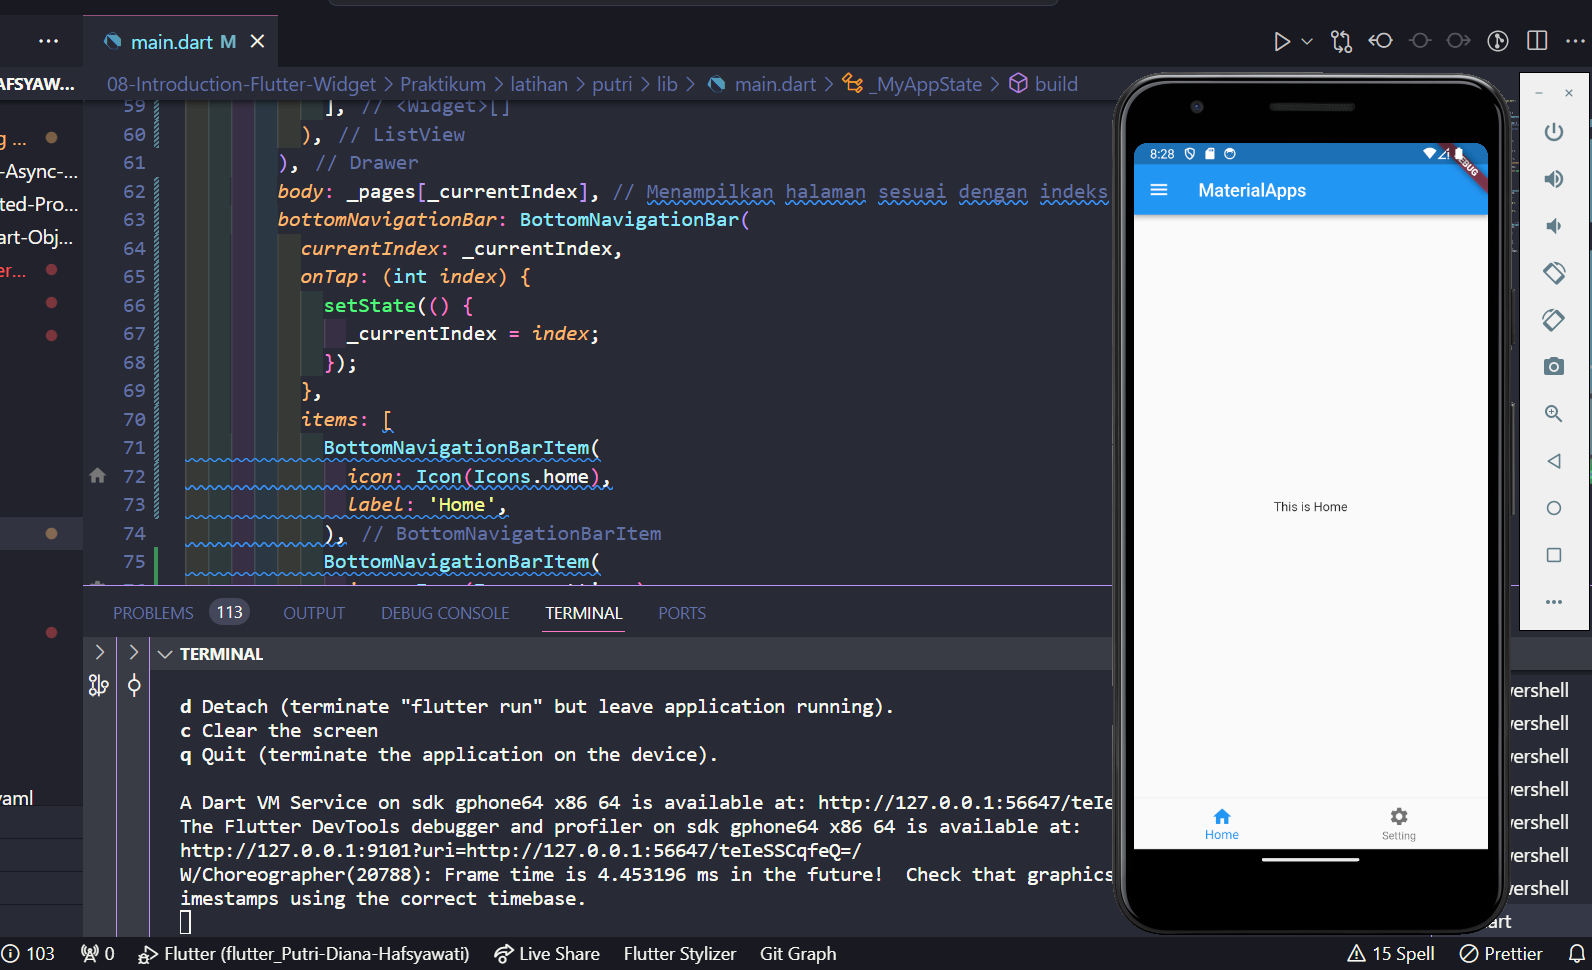 main.dart M
AFSYAW...
08-Introduction-Flutter-Widget > Praktikum > latihan > putri > lib > main.dart > _MyAppState > build
g ...
-Async-...
ted-Pro...
art-Obj...
er...
yaml
59 ], // <Widget>[]
60 ), // ListView
61 ), // Drawer
62 body: _pages[_currentIndex], // Menampilkan halaman sesuai dengan indeks
63 bottomNavigationBar: BottomNavigationBar(
64 currentIndex: _currentIndex,
65 onTap: (int index) {
66 setState(() {
67 _currentIndex = index;
68 });
69 },
70 items: [
71 BottomNavigationBarItem(
72 icon: Icon(Icons.home),
73 label: 'Home',
74 ), // BottomNavigationBarItem
75 BottomNavigationBarItem(
PROBLEMS 113 OUTPUT DEBUG CONSOLE TERMINAL PORTS
TERMINAL
d Detach (terminate "flutter run" but leave application running).
c Clear the screen
q Quit (terminate the application on the device).
A Dart VM Service on sdk gphone64 x86 64 is available at: http://127.0.0.1:56647/teIe
The Flutter DevTools debugger and profiler on sdk gphone64 x86 64 is available at:
http://127.0.0.1:9101?uri=http://127.0.0.1:56647/teIeSSCqfeQ=/
W/Choreographer(20788): Frame time is 4.453196 ms in the future!  Check that graphics
imestamps using the correct timebase.
8:28
DEBUG
MaterialApps
This is Home
Home
Setting
ershell
ershell
ershell
ershell
ershell
ershell
ershell
art
103 0 Flutter (flutter_Putri-Diana-Hafsyawati) Live Share Flutter Stylizer Git Graph 15 Spell Prettier